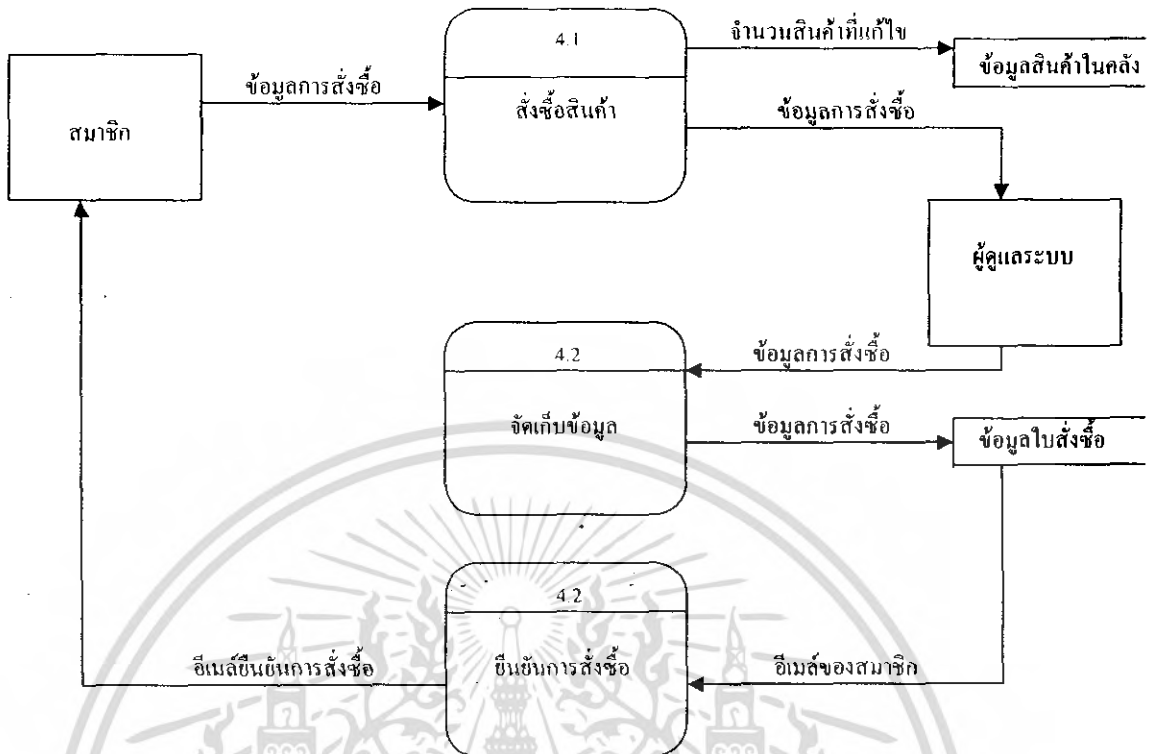 4.1
จำนวนสินค้าที่แก้ไข
ข้อมูลสินค้าในคลัง
สมาชิก
ข้อมูลการสั่งซื้อ
สั่งซื้อสินค้า
ข้อมูลการสั่งซื้อ
ผู้ดูแลระบบ
4.2
ข้อมูลการสั่งซื้อ
จัดเก็บข้อมูล
ข้อมูลการสั่งซื้อ
ข้อมูลใบสั่งซื้อ
4.2
อีเมล์ยืนยันการสั่งซื้อ
ยืนยันการสั่งซื้อ
อีเมล์ของสมาชิก